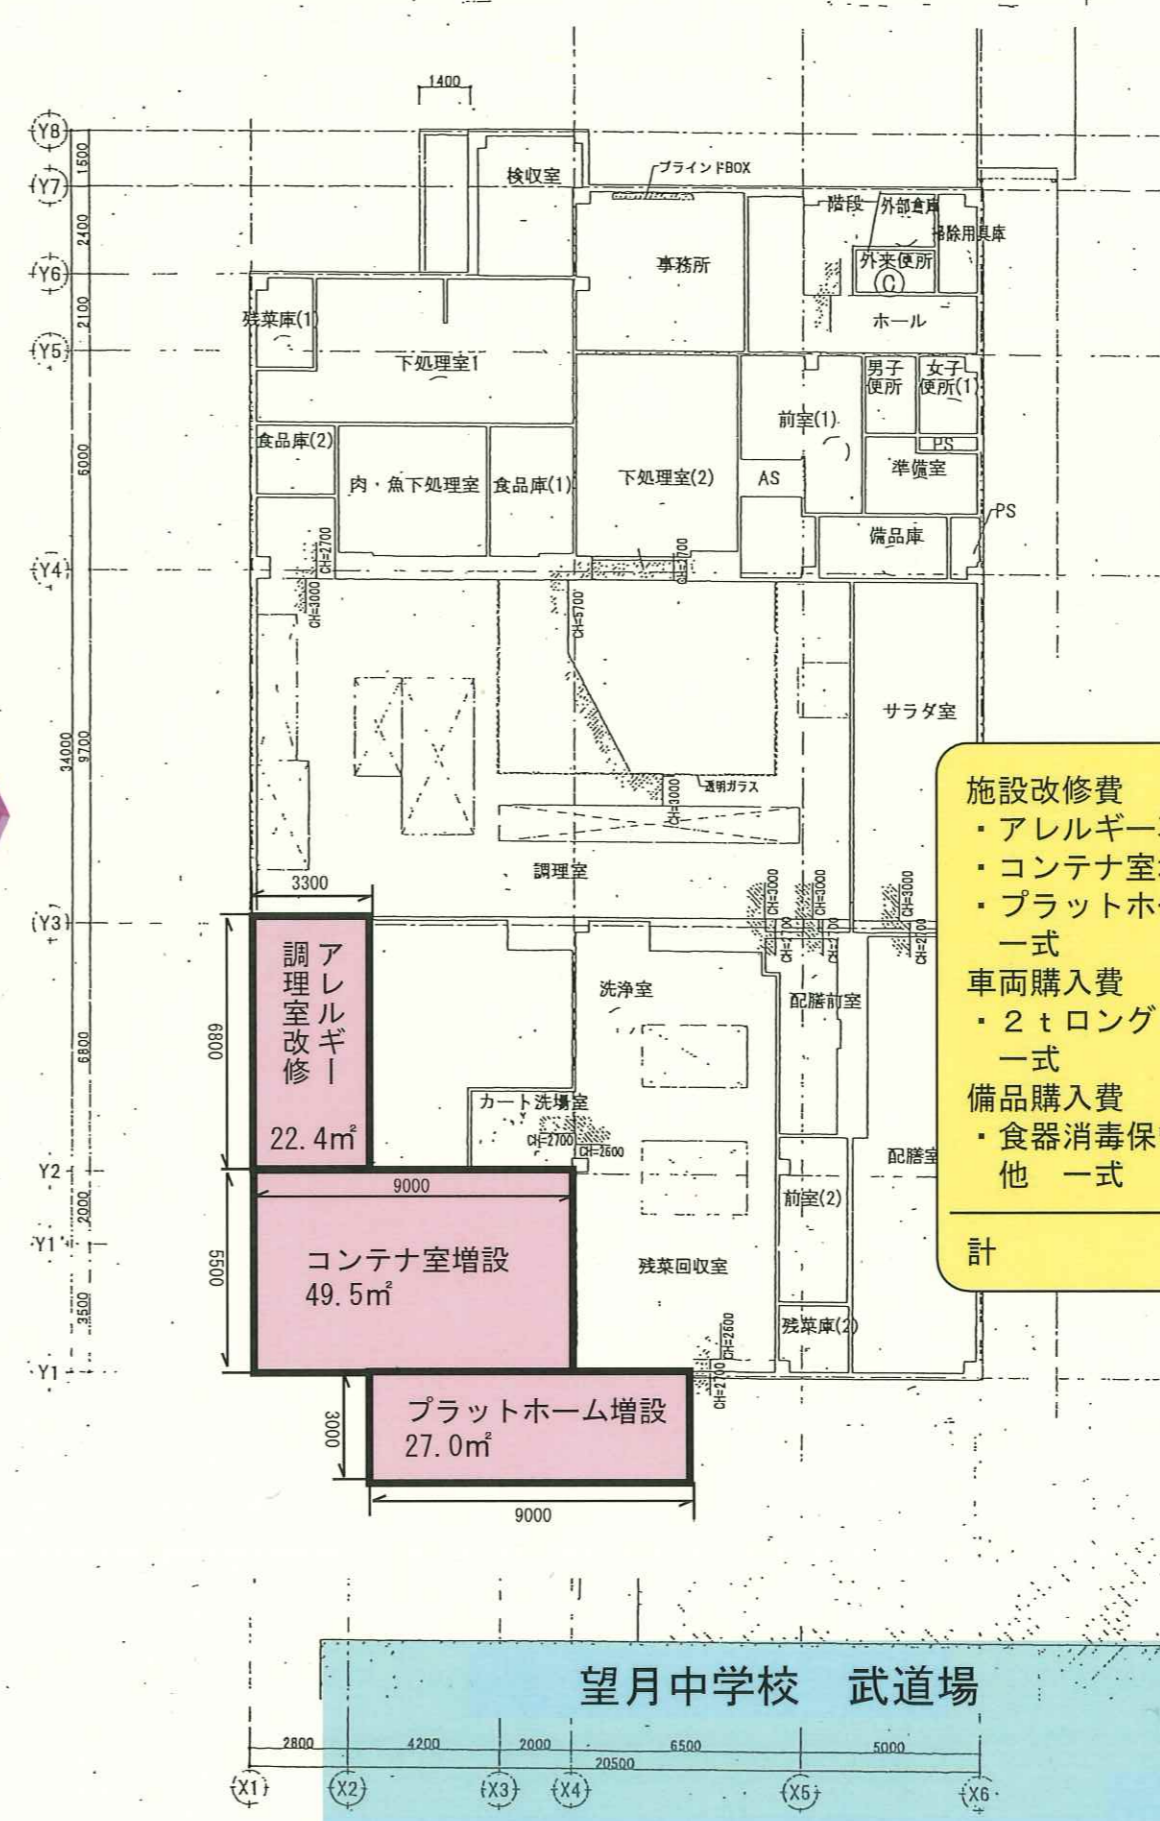 1400
Y8
1500
Y7
検収室
ブラインドBOX
階段
外部倉庫
掃除用具庫
2400
事務所
外来便所
C
Y6
残菜庫(1)
ホール
2100
Y5
下処理室1
男子
便所
女子
便所(1)
前室(1)
食品庫(2)
PS
6000
肉・魚下処理室
食品庫(1)
下処理室(2)
AS
準備室
PS
備品庫
CH=2700
CH=2700
Y4
CH=3000
CH=5700
サラダ室
34000
9700
透明ガラス
CH=3000
調理室
3300
CH=3000
CH=3000
CH=3000
Y3
CH=2700
CH=2700
CH=2700
アレルギー
調理室改修
22.4㎡
6800
6800
洗浄室
配膳前室
カート洗場室
CH=2700
CH=2600
配膳室
Y2
9000
前室(2)
2000
Y1'
コンテナ室増設
49.5㎡
5500
残菜回収室
3500
残菜庫(2)
CH=2600
CH=2700
Y1
プラットホーム増設
27.0㎡
3000
9000
施設改修費
・アレルギー
・コンテナ室
・プラットホー
一式
車両購入費
・２ｔロング
一式
備品購入費
・食器消毒保
他　一式
計
望月中学校　武道場
2800
4200
2000
6500
5000
20500
X1
X2
X3
X4
X5
X6